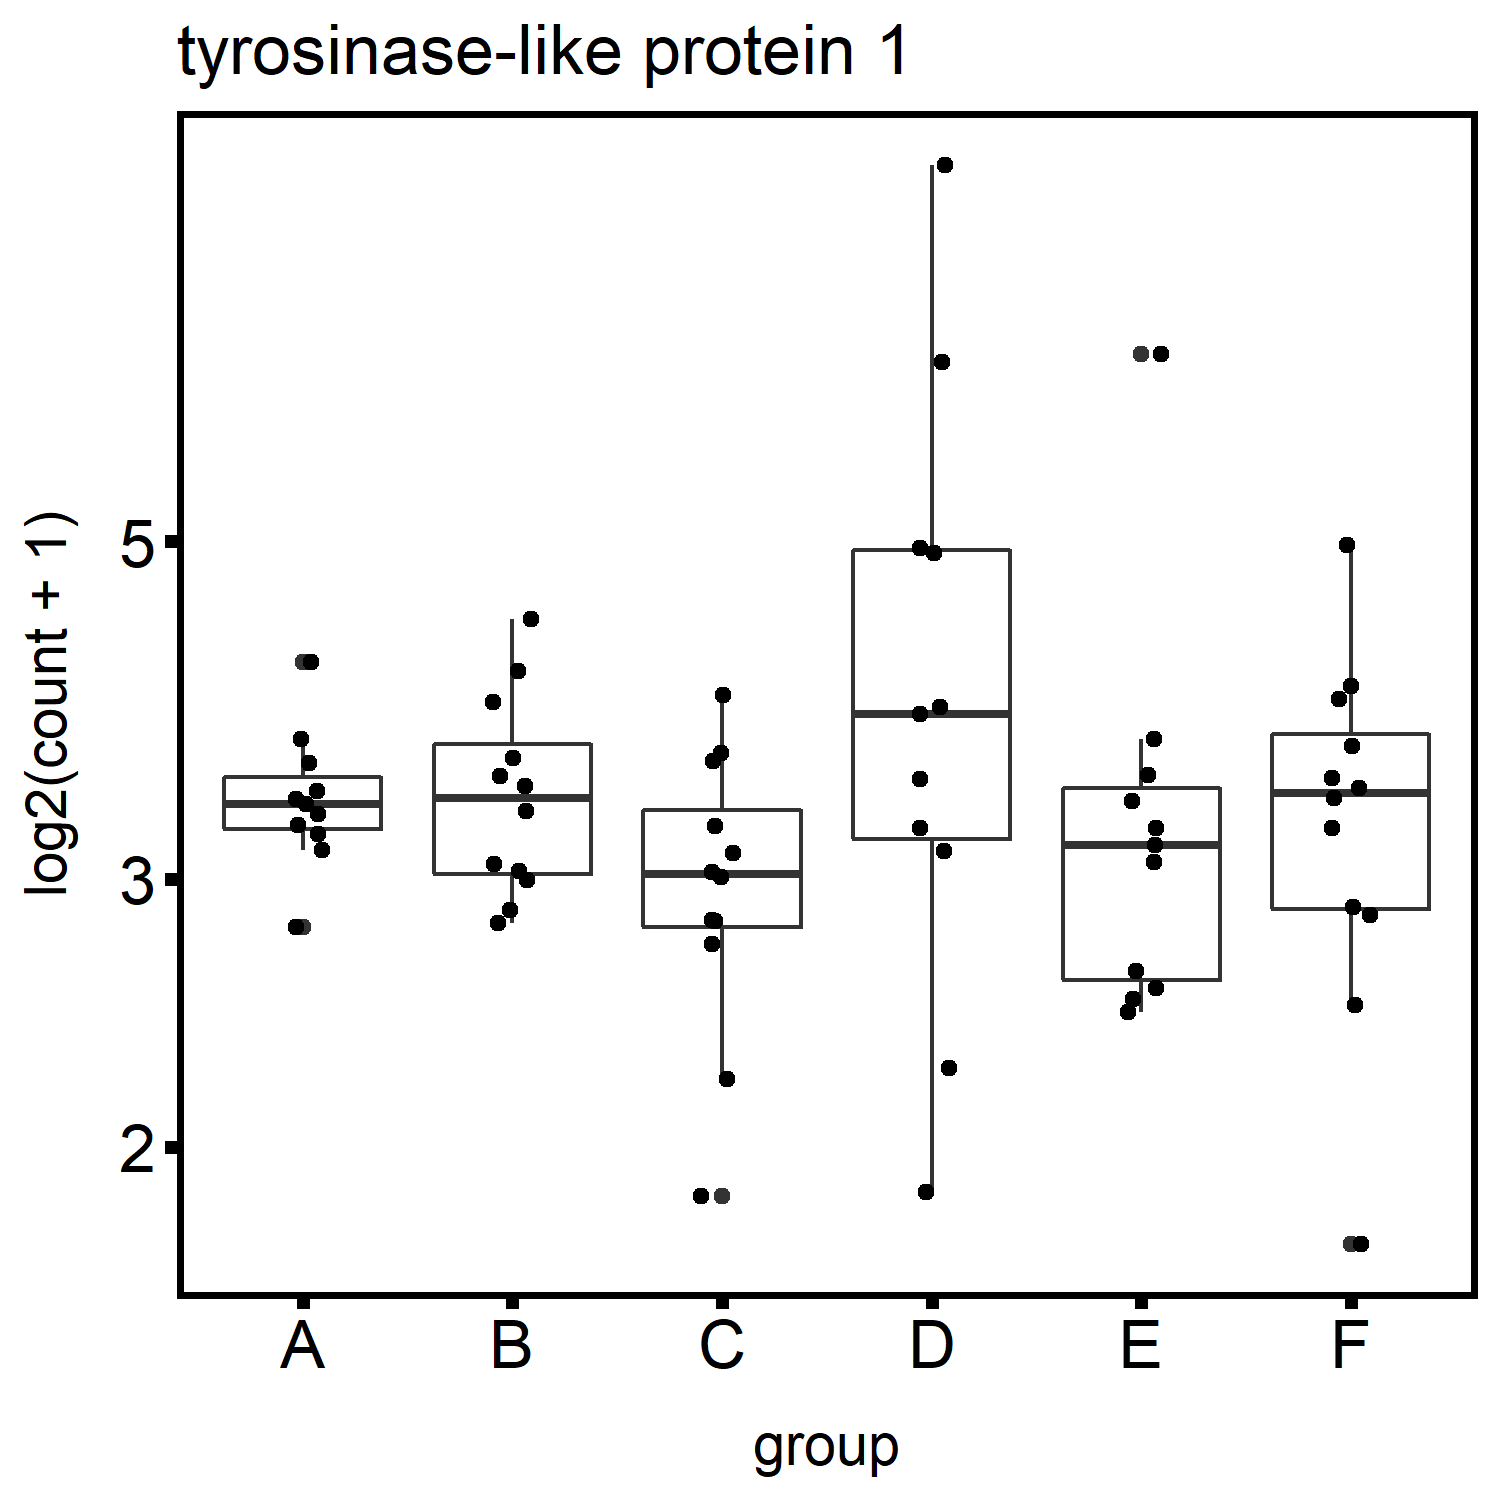 tyrosinase-like protein 1
log2(count + 1)
5
3
2
A B C D E F
group